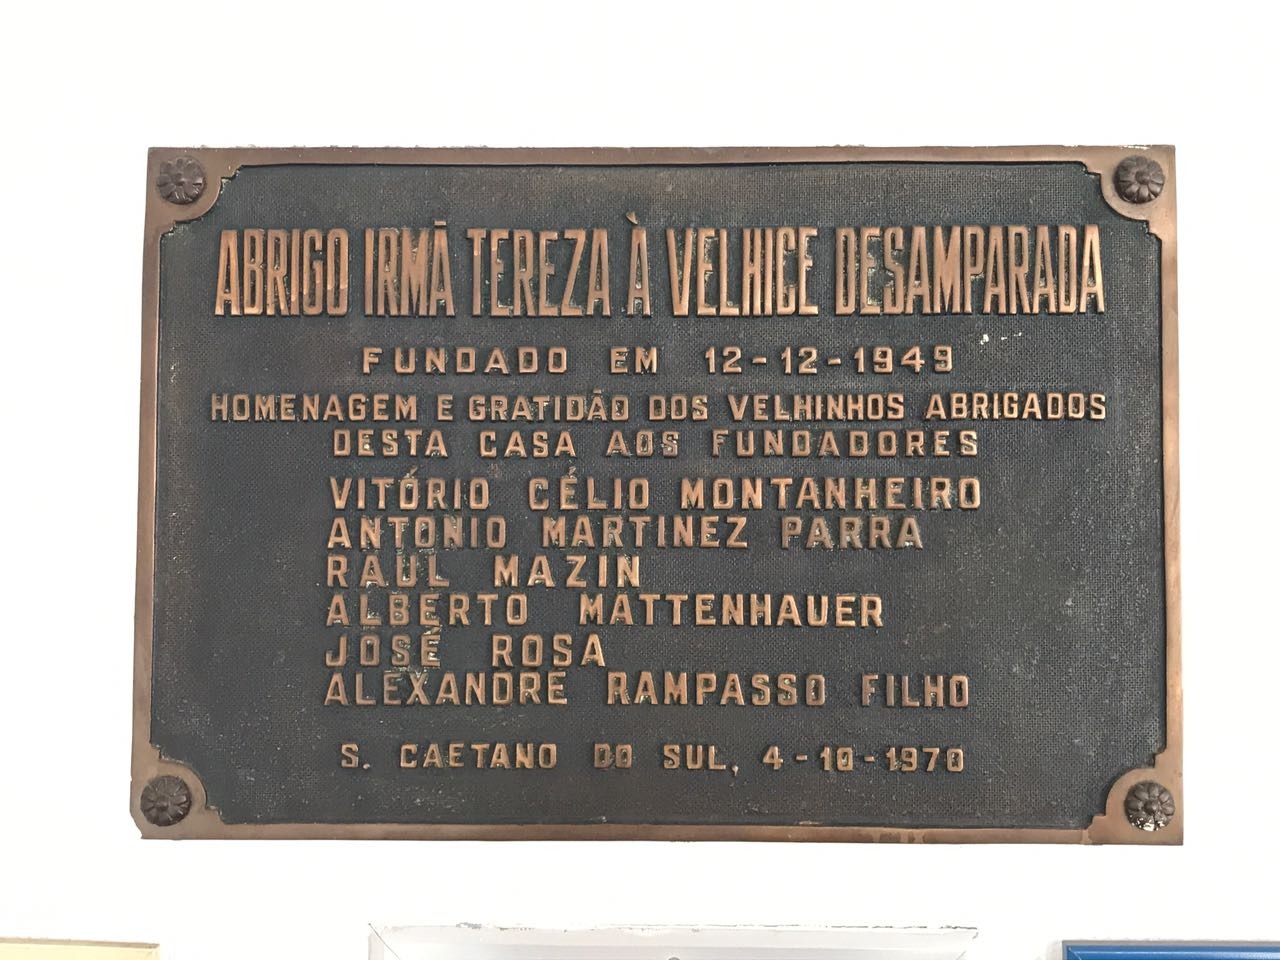 ABRIGO IRMÃ TEREZA À VELHICE DESAMPARADA
FUNDADO EM 12-12-1949
HOMENAGEM E GRATIDÃO DOS VELHINHOS ABRIGADOS
DESTA CASA AOS FUNDADORES
VITÓRIO CÉLIO MONTANHEIRO
ANTONIO MARTINEZ PARRA
RAUL MAZIN
ALBERTO MATTENHAUER
JOSÉ ROSA
ALEXANDRE RAMPASSO FILHO
S. CAETANO DO SUL, 4-10-1970